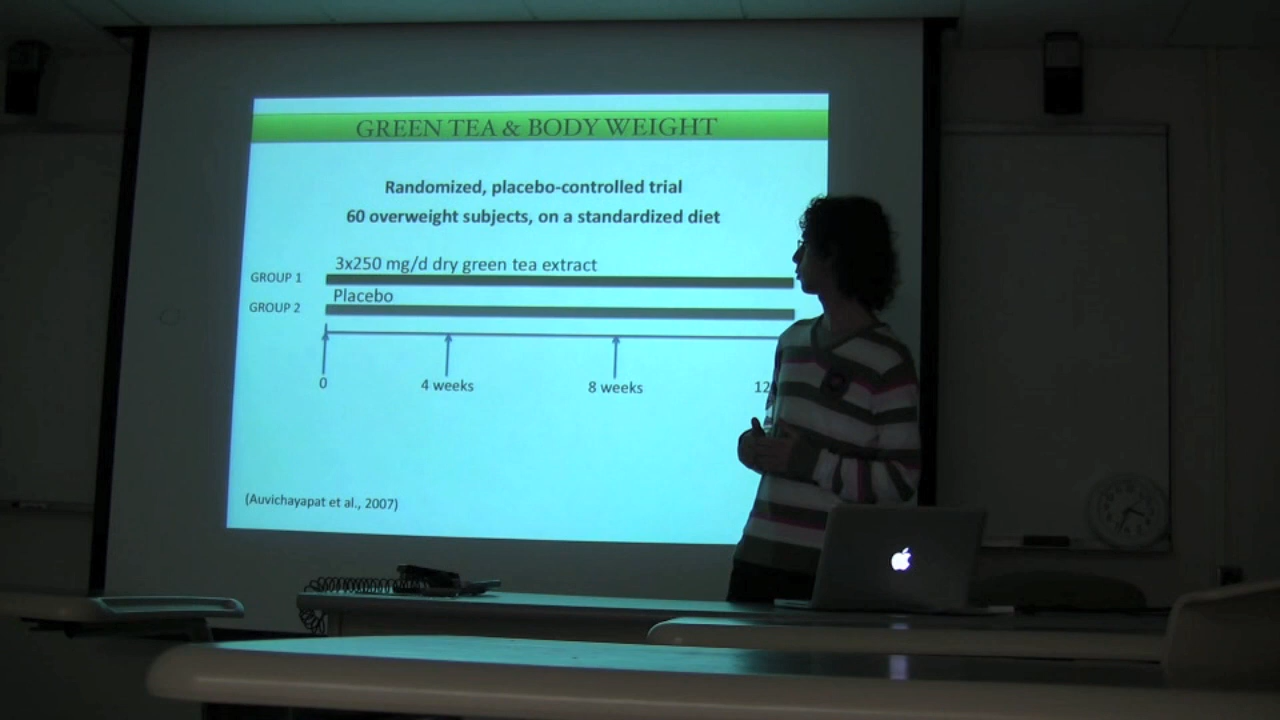 GREEN TEA & BODY WEIGHT
Randomized, placebo-controlled trial
60 overweight subjects, on a standardized diet
3x250 mg/d dry green tea extract
GROUP 1
Placebo
GROUP 2
0
4 weeks
8 weeks
12
(Auvichayapat et al., 2007)